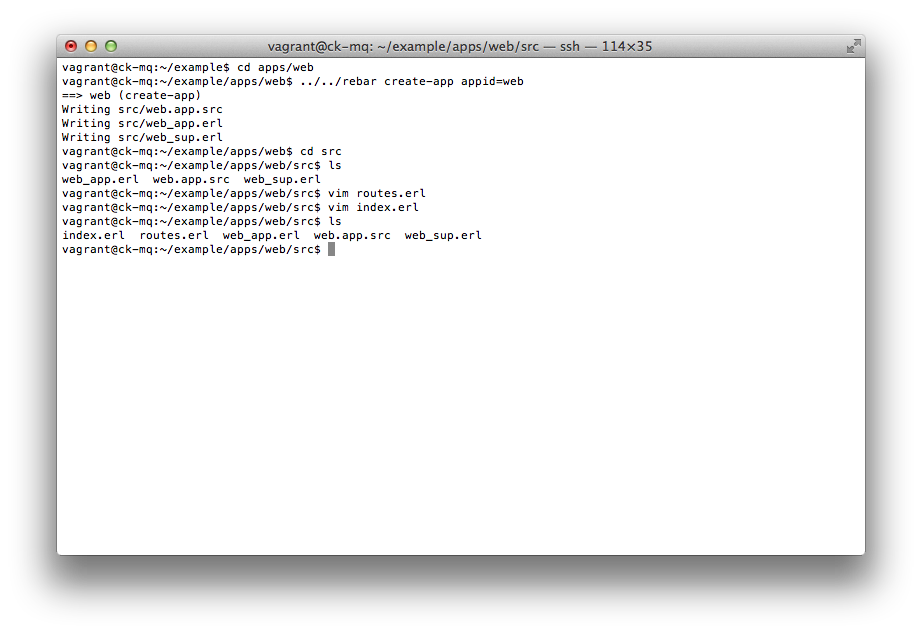 vagrant@ck-mq: ~/example/apps/web/src — ssh — 114×35
vagrant@ck-mq:~/example$ cd apps/web
vagrant@ck-mq:~/example/apps/web$ ../../rebar create-app appid=web
==> web (create-app)
Writing src/web.app.src
Writing src/web_app.erl
Writing src/web_sup.erl
vagrant@ck-mq:~/example/apps/web$ cd src
vagrant@ck-mq:~/example/apps/web/src$ ls
web_app.erl  web.app.src  web_sup.erl
vagrant@ck-mq:~/example/apps/web/src$ vim routes.erl
vagrant@ck-mq:~/example/apps/web/src$ vim index.erl
vagrant@ck-mq:~/example/apps/web/src$ ls
index.erl  routes.erl  web_app.erl  web.app.src  web_sup.erl
vagrant@ck-mq:~/example/apps/web/src$